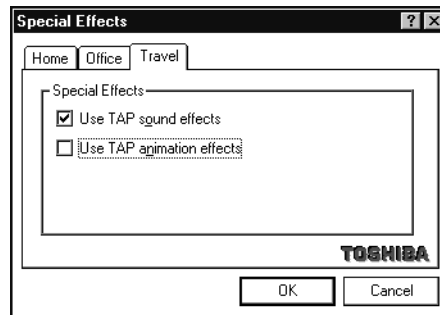 Special Effects
Home Office Travel
Special Effects
Use TAP sound effects
Use TAP animation effects
TOSHIBA
OK Cancel